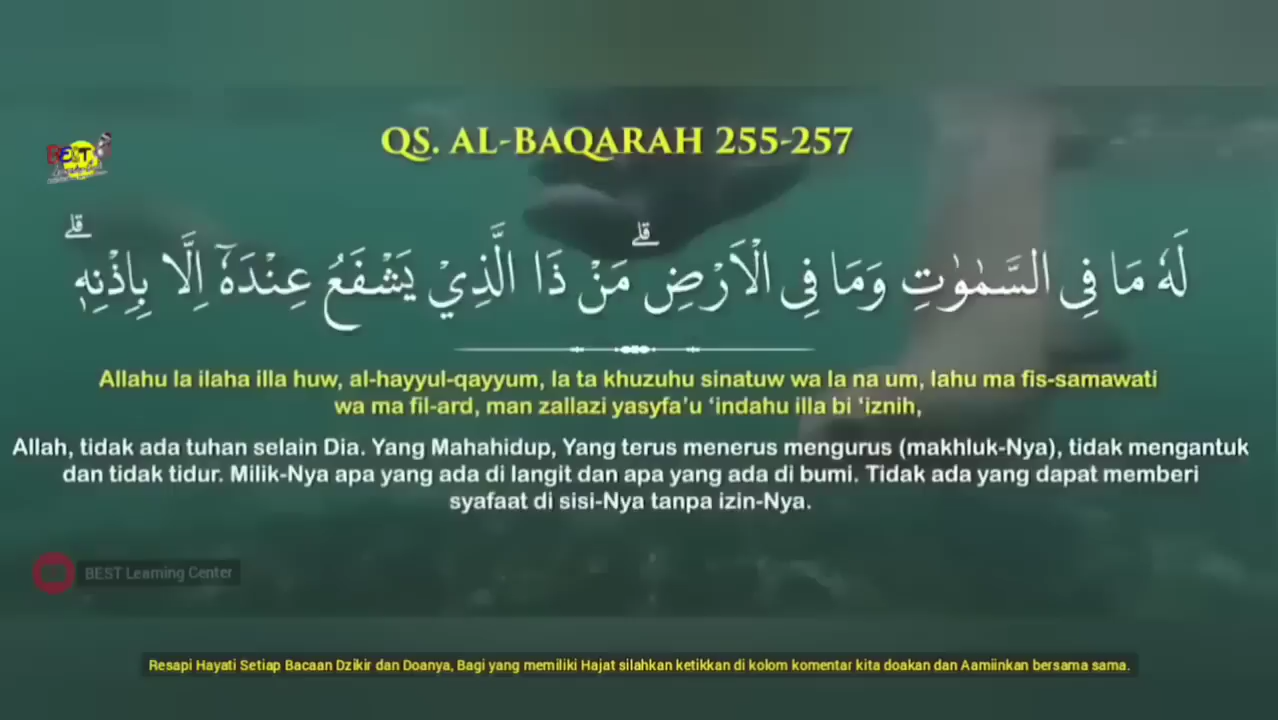 BEST
QS. AL-BAQARAH 255-257
لَهٗ مَا فِى السَّمٰوٰتِ وَمَا فِى الْاَرْضِۗ مَنْ ذَا الَّذِيْ يَشْفَعُ عِنْدَهٗٓ اِلَّا بِاِذْنِهٖۗ
Allahu la ilaha illa huw, al-hayyul-qayyum, la ta khuzuhu sinatuw wa la na um, lahu ma fis-samawati
wa ma fil-ard, man zallazi yasyfa’u ‘indahu illa bi ‘iznih,
Allah, tidak ada tuhan selain Dia. Yang Mahahidup, Yang terus menerus mengurus (makhluk-Nya), tidak mengantuk
dan tidak tidur. Milik-Nya apa yang ada di langit dan apa yang ada di bumi. Tidak ada yang dapat memberi
syafaat di sisi-Nya tanpa izin-Nya.
BEST Learning Center
Resapi Hayati Setiap Bacaan Dzikir dan Doanya, Bagi yang memiliki Hajat silahkan ketikkan di kolom komentar kita doakan dan Aamiinkan bersama sama.